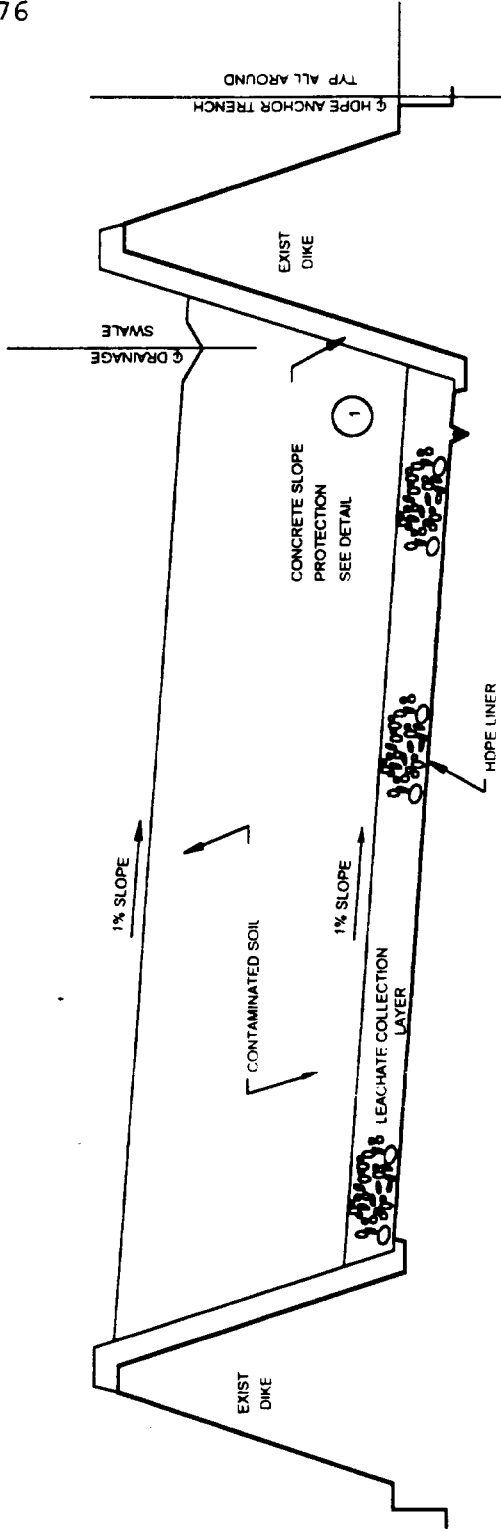 76
TYP ALL AROUND
℄ HDPE ANCHOR TRENCH
SWALE
℄ DRAINAGE
EXIST
DIKE
1
CONCRETE SLOPE
PROTECTION
SEE DETAIL
HDPE LINER
1% SLOPE
1% SLOPE
CONTAMINATED SOIL
LEACHATE COLLECTION
LAYER
EXIST
DIKE